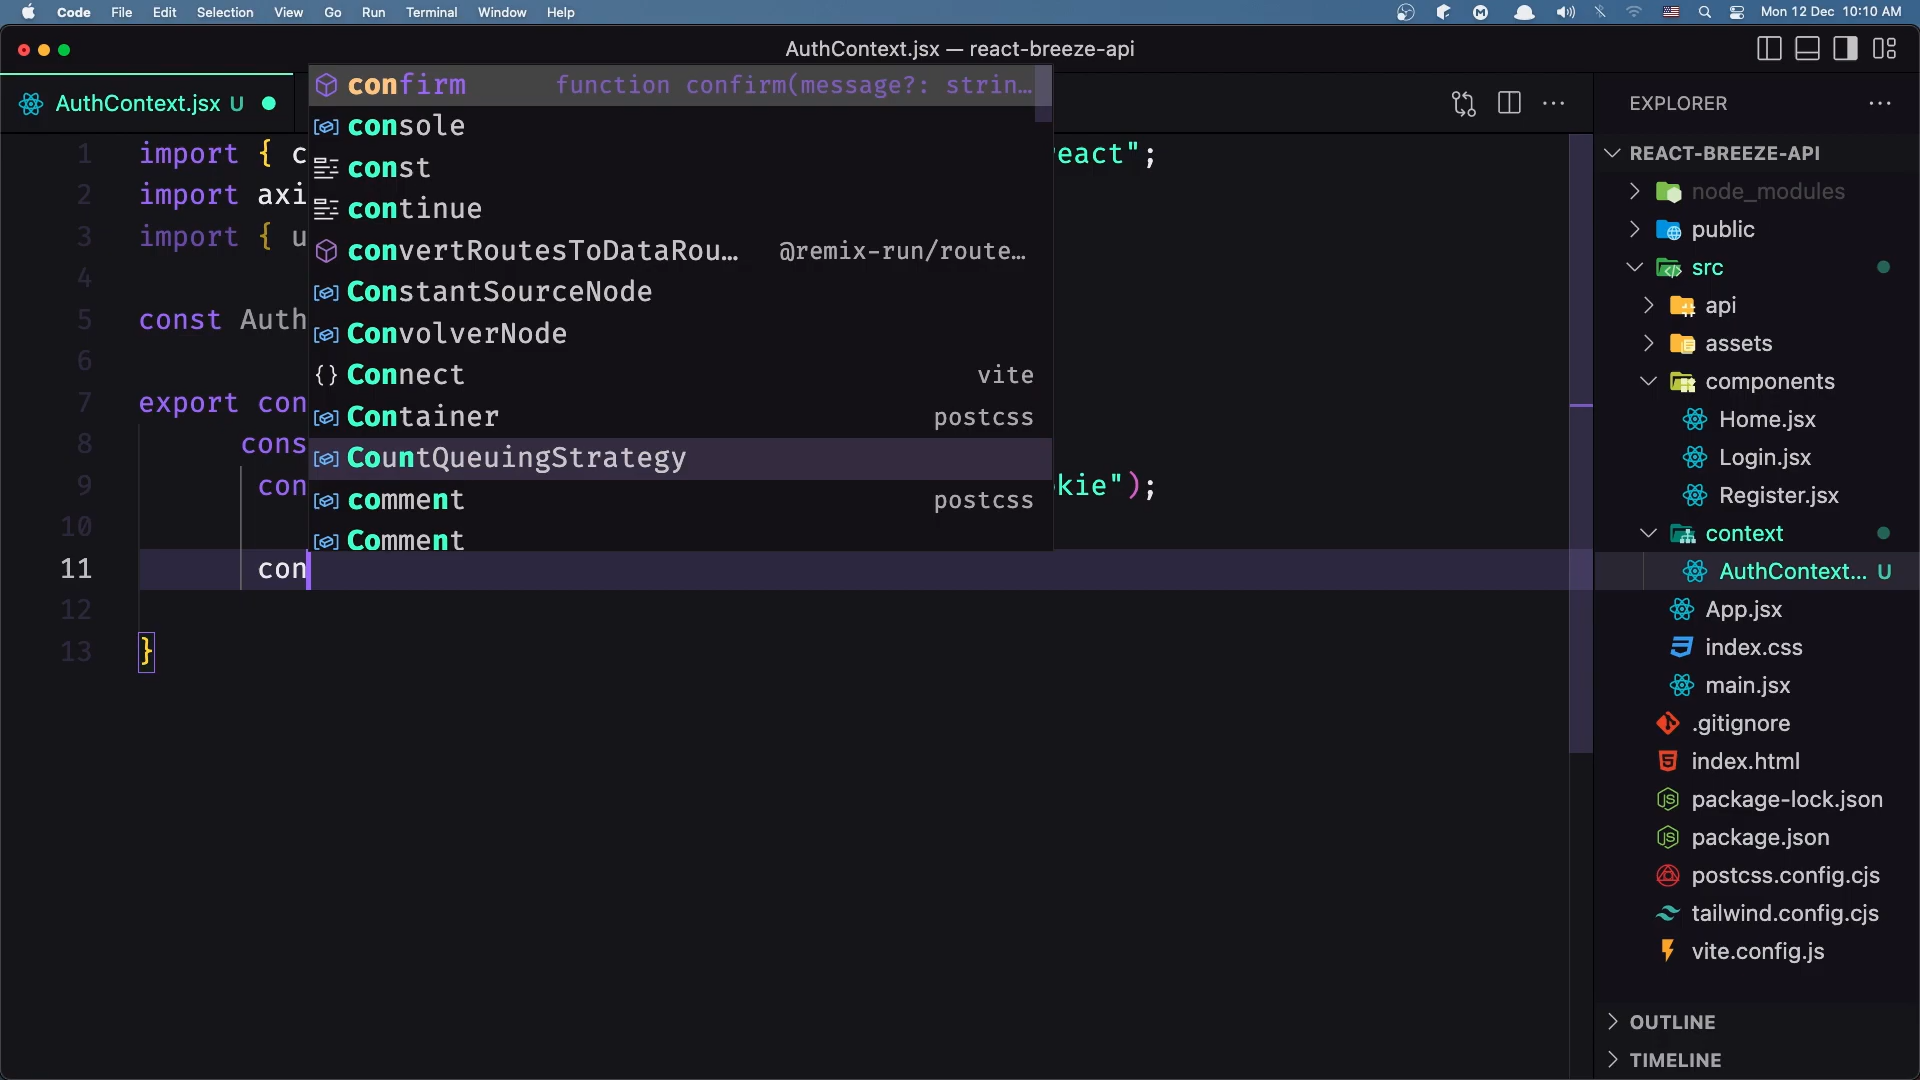 Code File Edit Selection View Go Run Terminal Window Help Mon 12 Dec 10:10 AM
AuthContext.jsx — react-breeze-api
AuthContext.jsx U
EXPLORER
confirm function confirm(message?: strin…
console
const
continue
convertRoutesToDataRou… @remix-run/route…
ConstantSourceNode
ConvolverNode
Connect vite
Container postcss
CountQueuingStrategy
comment postcss
Comment
1 import { c eact";
2 import axi
3 import { u
4
5 const Auth
6
7 export con
8 cons
9 con kie");
10
11 con
12
13 }
REACT-BREEZE-API
node_modules
public
src
api
assets
components
Home.jsx
Login.jsx
Register.jsx
context
AuthContext… U
App.jsx
index.css
main.jsx
.gitignore
index.html
package-lock.json
package.json
postcss.config.cjs
tailwind.config.cjs
vite.config.js
OUTLINE
TIMELINE